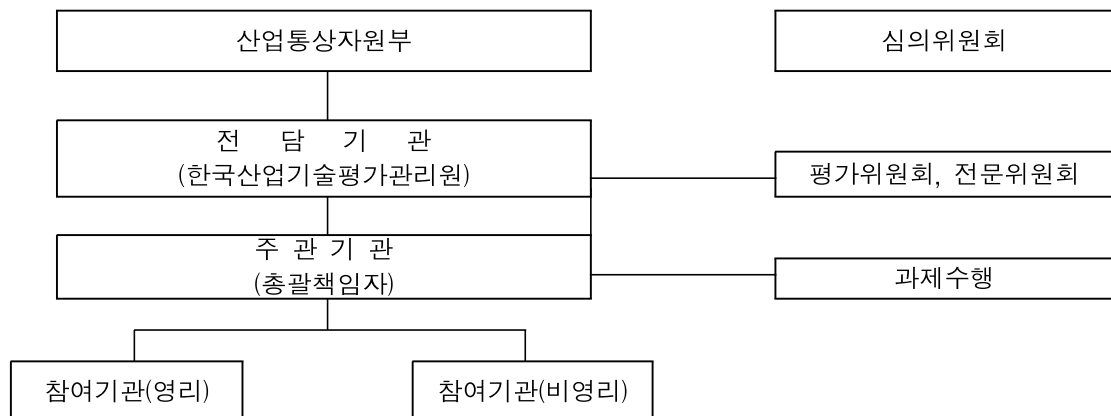 산업통상자원부
심의위원회
전 담 기 관
(한국산업기술평가관리원)
평가위원회, 전문위원회
주 관 기 관
(총괄책임자)
과제수행
참여기관(영리)
참여기관(비영리)